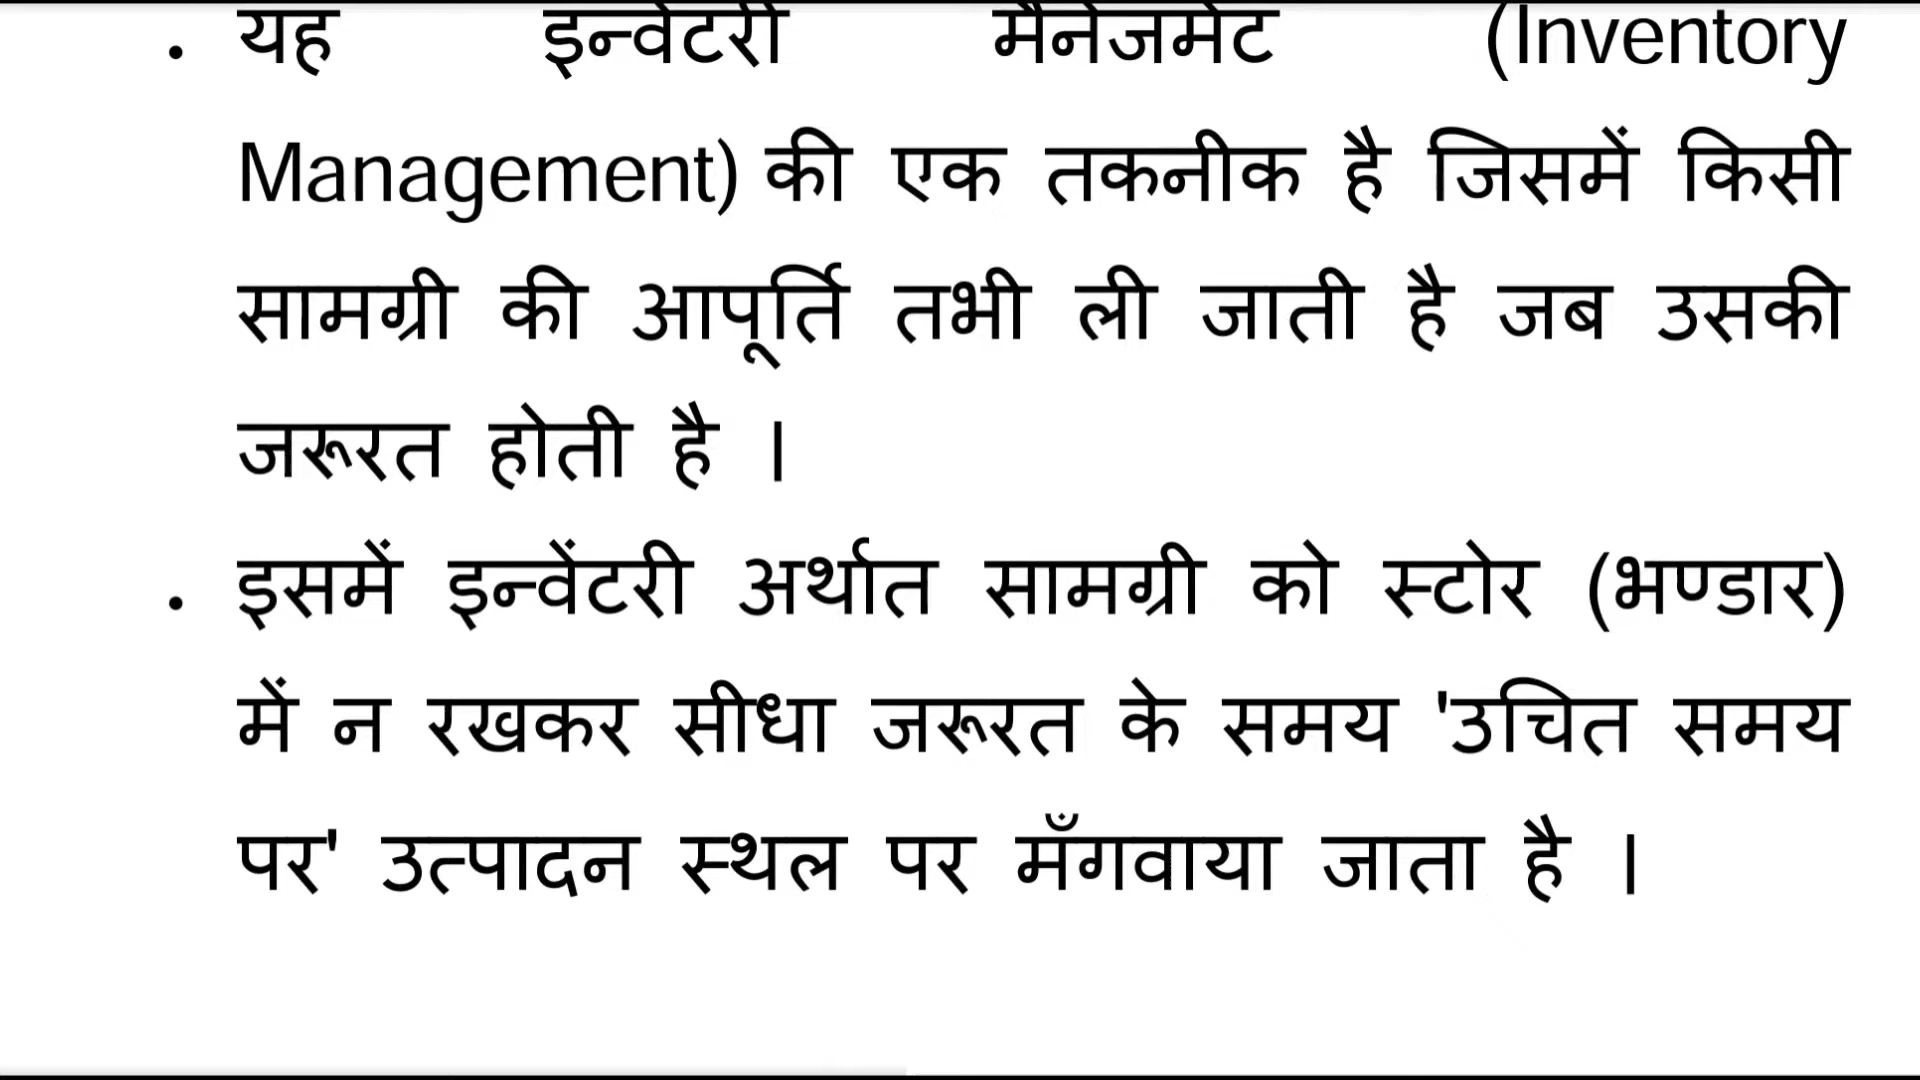 • यह इन्वेंटरी मैनेजमेंट (Inventory
Management) की एक तकनीक है जिसमें किसी
सामग्री की आपूर्ति तभी ली जाती है जब उसकी
जरूरत होती है ।
• इसमें इन्वेंटरी अर्थात सामग्री को स्टोर (भण्डार)
में न रखकर सीधा जरूरत के समय 'उचित समय
पर' उत्पादन स्थल पर मँगवाया जाता है ।